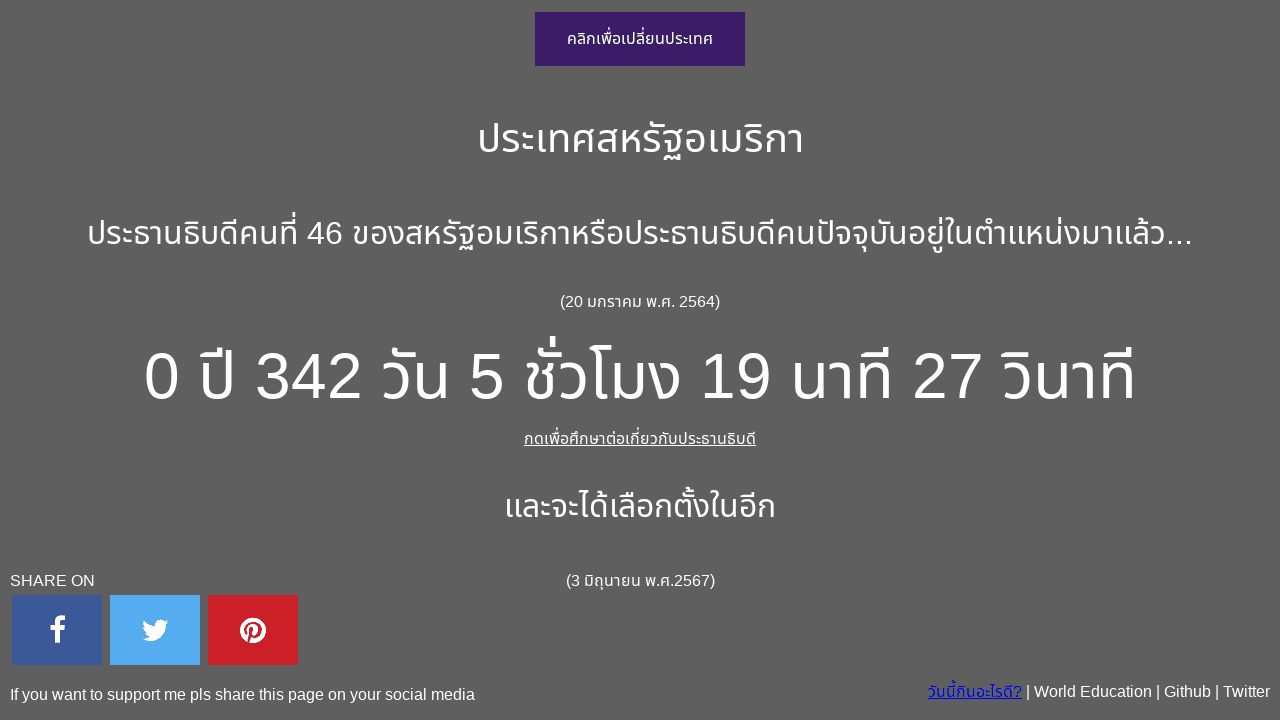 คลิกเพื่อเปลี่ยนประเทศ
ประเทศสหรัฐอเมริกา
ประธานธิบดีคนที่ 46 ของสหรัฐอมเริกาหรือประธานธิบดีคนปัจจุบันอยู่ในตำแหน่งมาแล้ว...
(20 มกราคม พ.ศ. 2564)
0 ปี 342 วัน 5 ชั่วโมง 19 นาที 27 วินาที
กดเพื่อศึกษาต่อเกี่ยวกับประธานธิบดี
และจะได้เลือกตั้งในอีก
(3 มิถุนายน พ.ศ.2567)
SHARE ON
If you want to support me pls share this page on your social media
วันนี้กินอะไรดี? | World Education | Github | Twitter